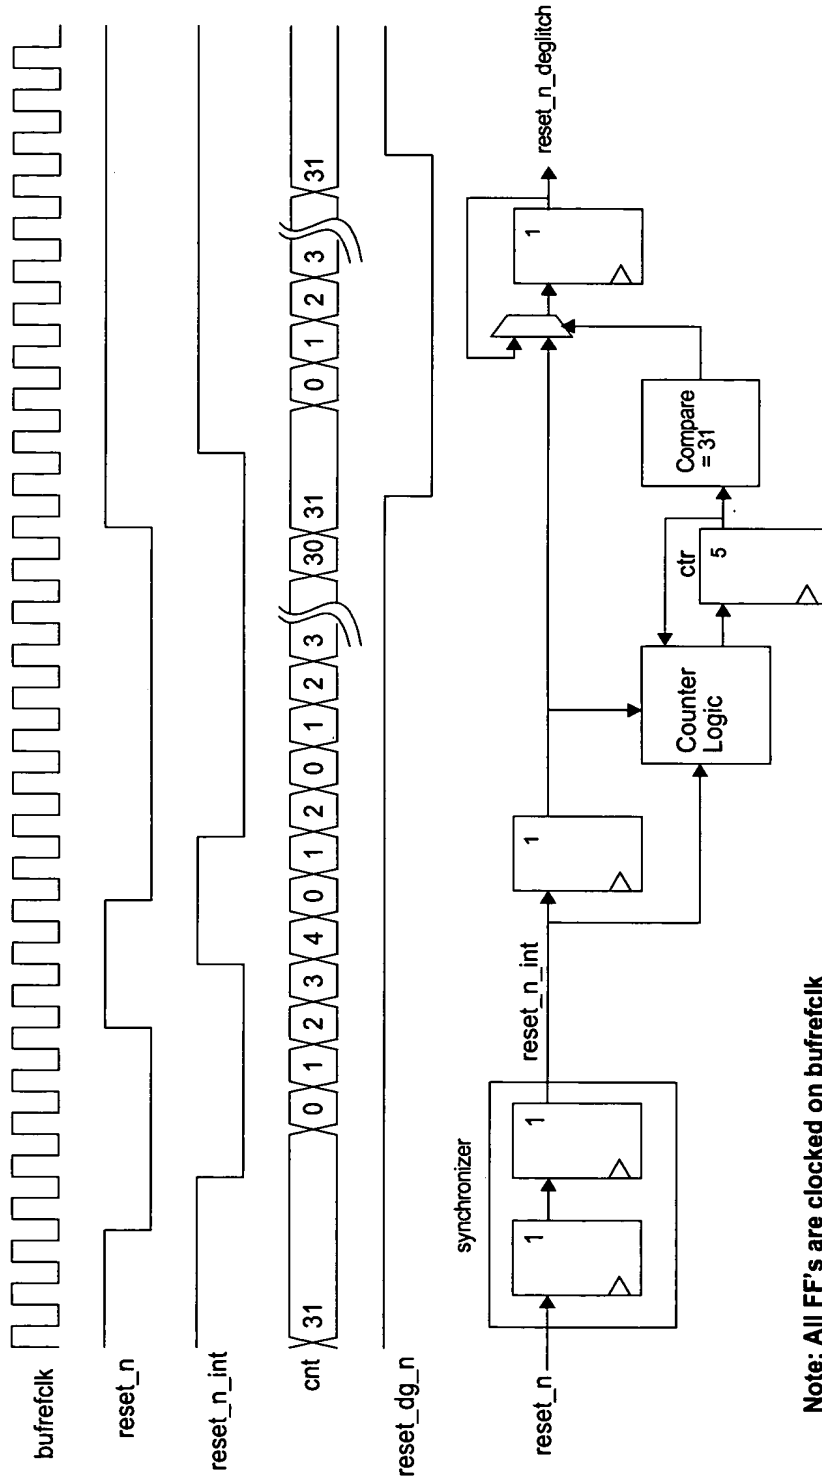 bufrefclk
reset_n
reset_n_int
cnt
31 0 1 2 3 4 0 1 2 0 1 2 3 30 31 0 1 2 3 31
reset_dg_n
synchronizer
reset_n
1
1
reset_n_int
1
Counter
Logic
ctr
5
Compare
= 31
1
reset_n_deglitch
Note: All FF's are clocked on bufrefclk